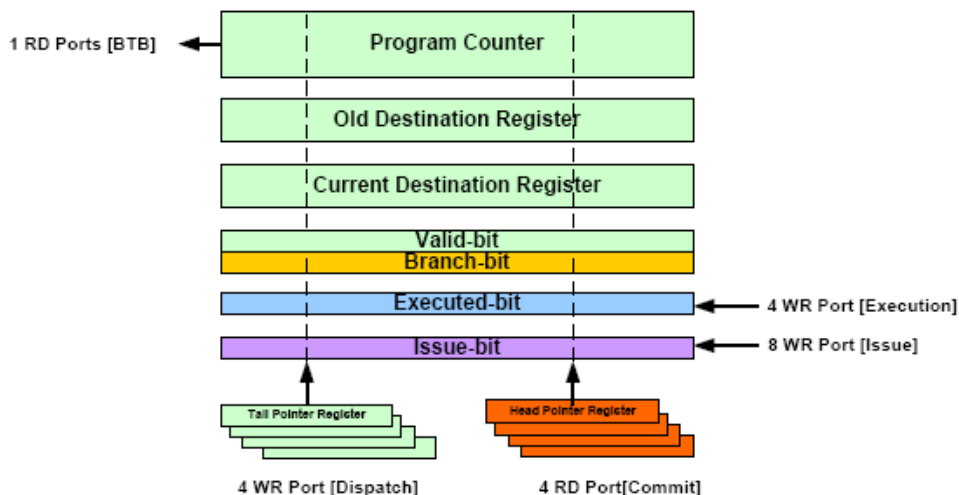 Program Counter
1 RD Ports [BTB]
Old Destination Register
Current Destination Register
Valid-bit
Branch-bit
Executed-bit
4 WR Port [Execution]
Issue-bit
8 WR Port [Issue]
Tail Pointer Register
Head Pointer Register
4 WR Port [Dispatch]
4 RD Port[Commit]